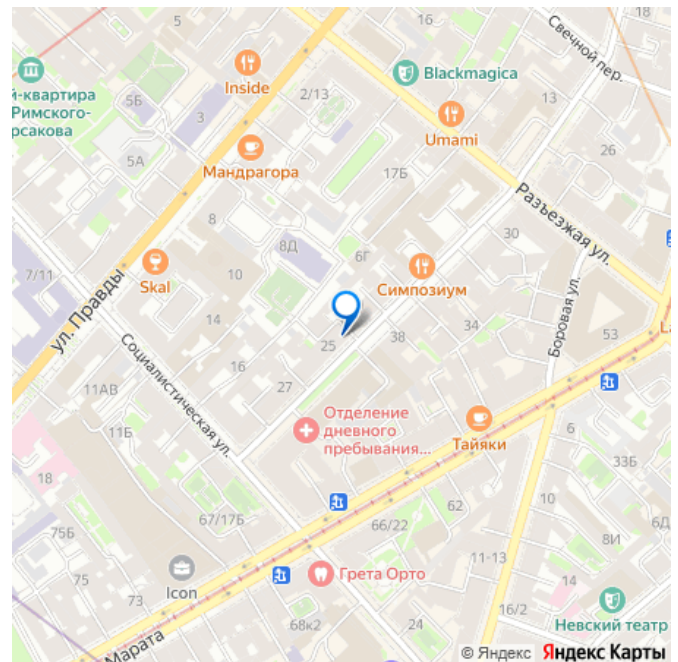 5
Свечной пер.
й-квартира
Римского-
рсакова
5Б
Inside
2/13
Blackmagica
3
13
Umami
5А
Мандрагора
17Б
26
Разъезжая ул.
8
30
8Д
6Г
7/11
Skal
10
Симпозиум
ул. Правды
14
Боровая ул.
25
38
34
53
La
Социалистическая ул.
16
11АВ
27
Отделение
дневного
пребывания...
Тайяки
11Б
6
33Б
18
10
67/17Б
62
66/22
75Б
8И
6Д
11-13
Icon
Грета Орто
14
75
73
16/2
Невский театр
68к2
24
Марата
© Яндекс Яндекс Карты